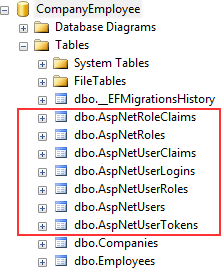 CompanyEmployee
Database Diagrams
Tables
System Tables
FileTables
dbo.__EFMigrationsHistory
dbo.AspNetRoleClaims
dbo.AspNetRoles
dbo.AspNetUserClaims
dbo.AspNetUserLogins
dbo.AspNetUserRoles
dbo.AspNetUsers
dbo.AspNetUserTokens
dbo.Companies
dbo.Employees